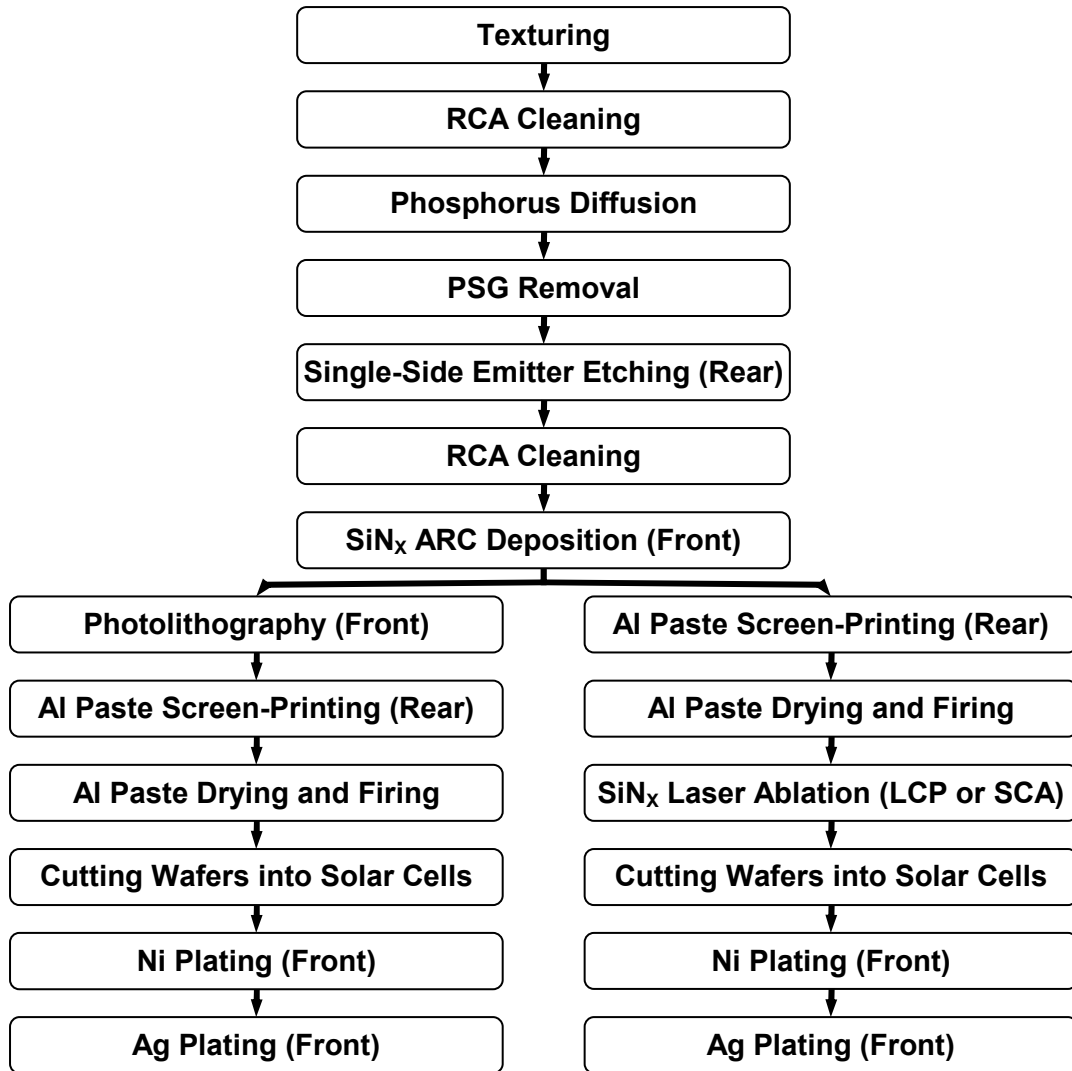 Texturing
RCA Cleaning
Phosphorus Diffusion
PSG Removal
Single-Side Emitter Etching (Rear)
RCA Cleaning
SiNX ARC Deposition (Front)
Photolithography (Front)
Al Paste Screen-Printing (Rear)
Al Paste Drying and Firing
Cutting Wafers into Solar Cells
Ni Plating (Front)
Ag Plating (Front)
Al Paste Screen-Printing (Rear)
Al Paste Drying and Firing
SiNX Laser Ablation (LCP or SCA)
Cutting Wafers into Solar Cells
Ni Plating (Front)
Ag Plating (Front)